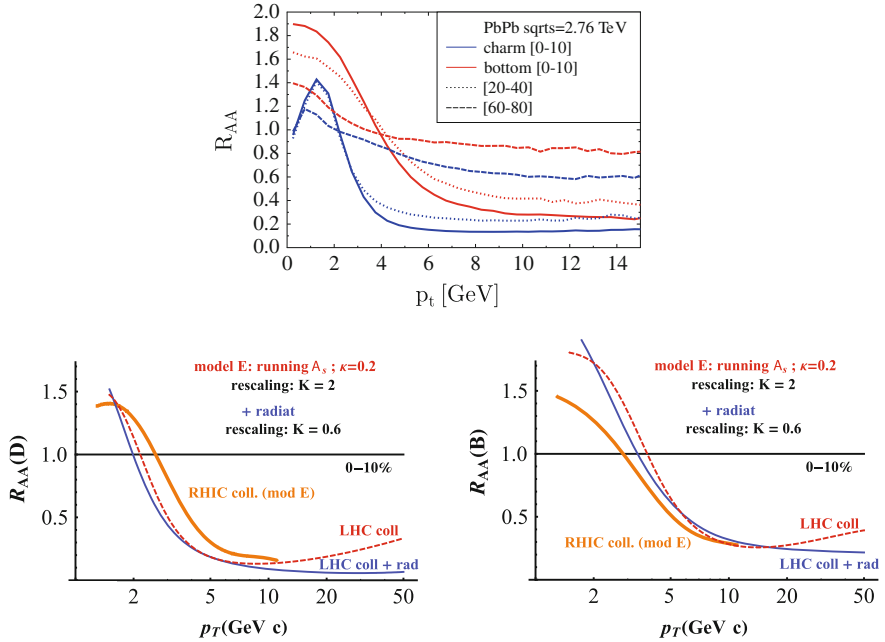 2.0
1.8
1.6
1.4
1.2
1.0
0.8
0.6
0.4
0.2
0.0
R_AA
PbPb sqrts=2.76 TeV
charm [0-10]
bottom [0-10]
[20-40]
[60-80]
0 2 4 6 8 10 12 14
p_t [GeV]
1.5
1.0
0.5
R_AA(D)
model E: running A_s ; κ=0.2
rescaling: K = 2
+ radiat
rescaling: K = 0.6
0−10%
RHIC coll. (mod E)
LHC coll
LHC coll + rad
2 5 10 50
p_T(GeV c)
1.5
1.0
0.5
R_AA(B)
model E: running A_s ; κ=0.2
rescaling: K = 2
+ radiat
rescaling: K = 0.6
0−10%
RHIC coll. (mod E)
LHC coll
LHC coll + rad
2 5 10 50
p_T(GeV c)